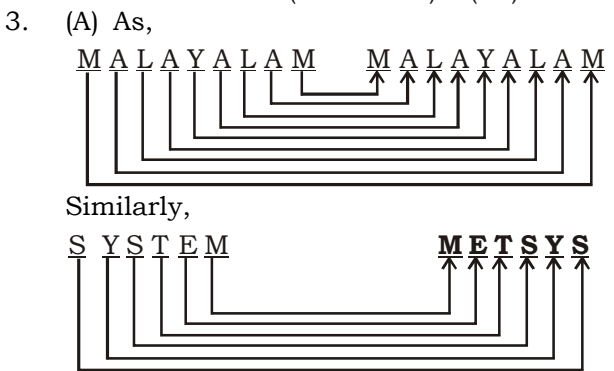 3. (A) As,
M A L A Y A L A M M A L A Y A L A M
Similarly,
S Y S T E M M E T S Y S